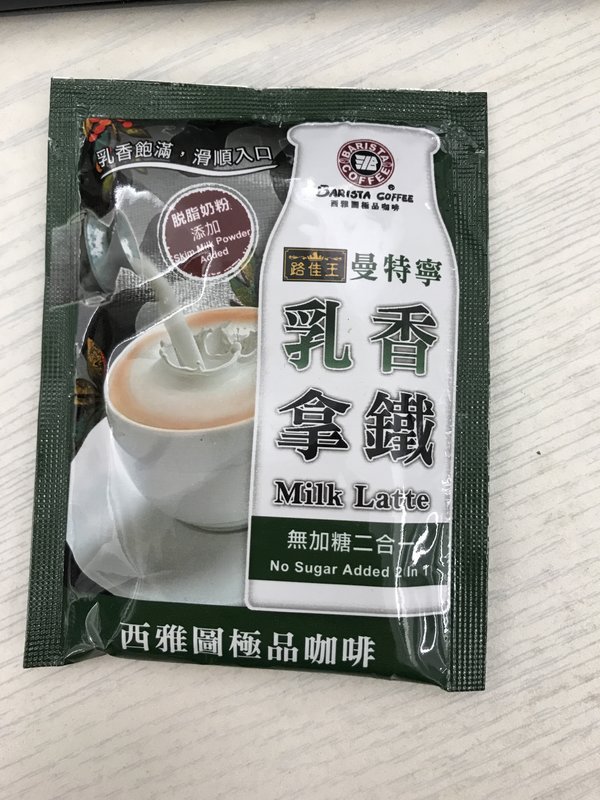 乳香飽滿，滑順入口
脱脂奶粉
添加
Skim Milk Powder
Added
BARISTA
COFFEE
BARISTA COFFEE®
西雅圖極品咖啡
路佳王
曼特寧
乳香
拿鐵
Milk Latte
無加糖二合一
No Sugar Added 2 In 1
西雅圖極品咖啡